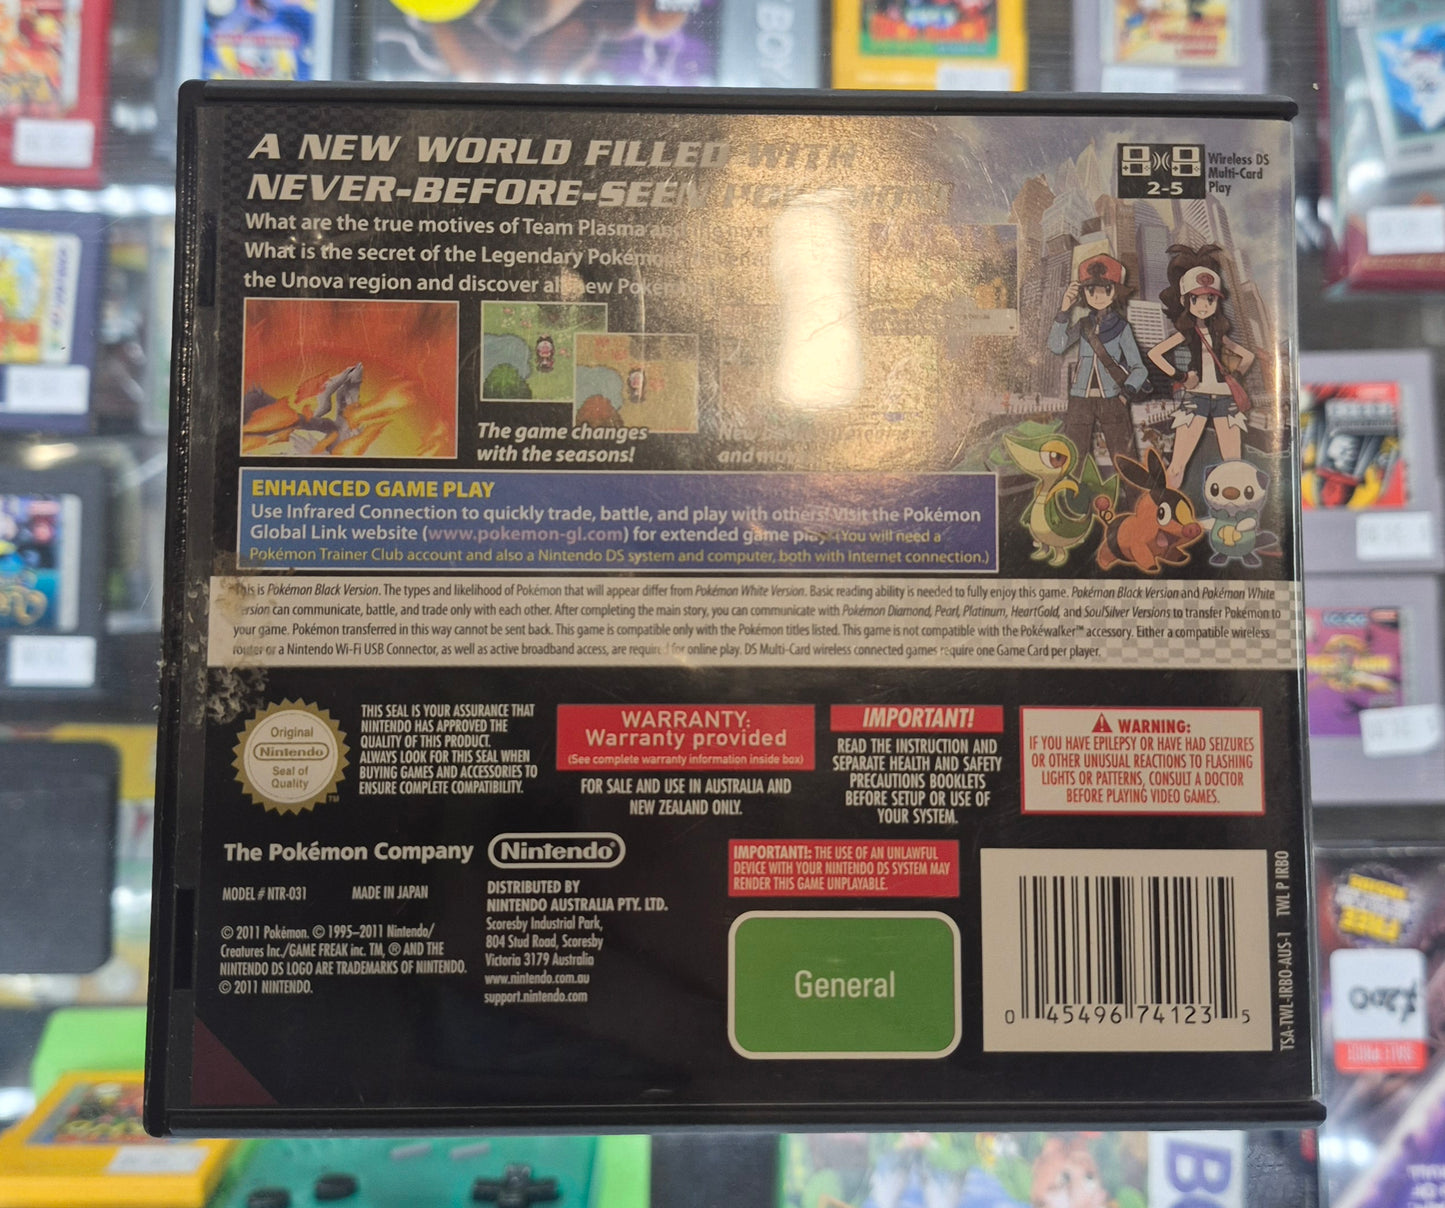 A NEW WORLD FILLED WITH
NEVER-BEFORE-SEEN
What are the true motives of Team Plasma and
What is the secret of the Legendary Pokémon
the Unova region and discover all new Pokém
Wireless DS
Multi-Card
Play
2-5
The game changes
with the seasons!
and more
ENHANCED GAME PLAY
Use Infrared Connection to quickly trade, battle, and play with others! Visit the Pokémon
Global Link website (www.pokemon-gl.com) for extended game play. (You will need a
Pokémon Trainer Club account and also a Nintendo DS system and computer, both with Internet connection.)
This is Pokémon Black Version. The types and likelihood of Pokémon that will appear differ from Pokémon White Version. Basic reading ability is needed to fully enjoy this game. Pokémon Black Version and Pokémon White
Version can communicate, battle, and trade only with each other. After completing the main story, you can communicate with Pokémon Diamond, Pearl, Platinum, HeartGold, and SoulSilver Versions to transfer Pokémon to
your game. Pokémon transferred in this way cannot be sent back. This game is compatible only with the Pokémon titles listed. This game is not compatible with the Pokéwalker™ accessory. Either a compatible wireless
router or a Nintendo Wi-Fi USB Connector, as well as active broadband access, are required for online play. DS Multi-Card wireless connected games require one Game Card per player.
Original
Nintendo
Seal of
Quality
TM
THIS SEAL IS YOUR ASSURANCE THAT
NINTENDO HAS APPROVED THE
QUALITY OF THIS PRODUCT.
ALWAYS LOOK FOR THIS SEAL WHEN
BUYING GAMES AND ACCESSORIES TO
ENSURE COMPLETE COMPATIBILITY.
WARRANTY:
Warranty provided
(See complete warranty information inside box)
FOR SALE AND USE IN AUSTRALIA AND
NEW ZEALAND ONLY.
IMPORTANT!
READ THE INSTRUCTION AND
SEPARATE HEALTH AND SAFETY
PRECAUTIONS BOOKLETS
BEFORE SETUP OR USE OF
YOUR SYSTEM.
WARNING:
IF YOU HAVE EPILEPSY OR HAVE HAD SEIZURES
OR OTHER UNUSUAL REACTIONS TO FLASHING
LIGHTS OR PATTERNS, CONSULT A DOCTOR
BEFORE PLAYING VIDEO GAMES.
The Pokémon Company
Nintendo®
MODEL # NTR-031 MADE IN JAPAN
© 2011 Pokémon. © 1995–2011 Nintendo/
Creatures Inc./GAME FREAK inc. TM, ® AND THE
NINTENDO DS LOGO ARE TRADEMARKS OF NINTENDO.
© 2011 NINTENDO.
DISTRIBUTED BY
NINTENDO AUSTRALIA PTY. LTD.
Scoresby Industrial Park,
804 Stud Road, Scoresby
Victoria 3179 Australia
www.nintendo.com.au
support.nintendo.com
IMPORTANT!: THE USE OF AN UNLAWFUL
DEVICE WITH YOUR NINTENDO DS SYSTEM MAY
RENDER THIS GAME UNPLAYABLE.
General
0 45496 74123 5
TSA-TWL-IRBO-AUS-1 TWL P IRBO